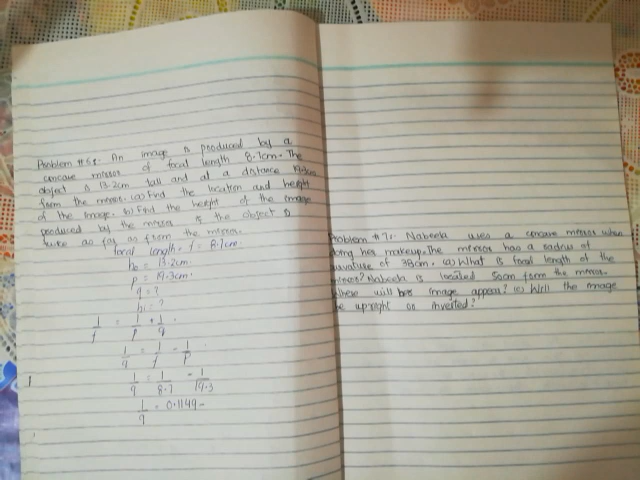 Problem #6:- An image is produced by a
concave mirror of focal length 8.7cm. The
object is 13.2cm tall and at a distance 19.3cm
form the mirror. (a) Find the location and height
of the image. (b) Find the height of the image
produced by the mirror is the object is
twice as far as from the mirror.
focal length, f = 8.7cm
ho = 13.2cm.
p = 19.3cm.
q = ?
hi = ?
1/f = 1/p + 1/q.
1/q = 1/f - 1/p.
1/q = 1/8.7 - 1/19.3
1/q = 0.1149 -
Problem #7:- Nabeela uses a concave mirror when
doing her makeup. The mirror has a radius of
curvature of 38cm. (a) What is focal length of the
mirror? Nabeela is located 50cm form the mirror.
Where will her image appear? (c) Will the image
be upright or inverted?